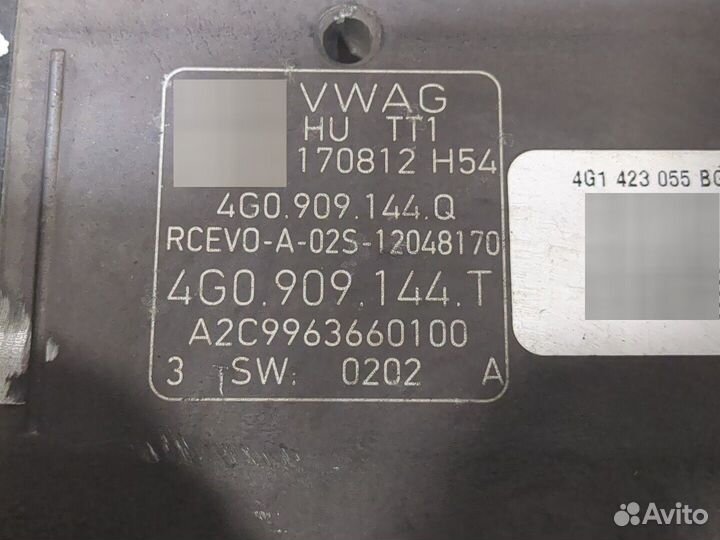 VWAG
HU TT1
170812 H54
4G0.909.144.Q
RCEVO-A-02S-12048170
4G0.909.144.T
A2C9963660100
3 SW: 0202 A
4G1 423 055
Avito